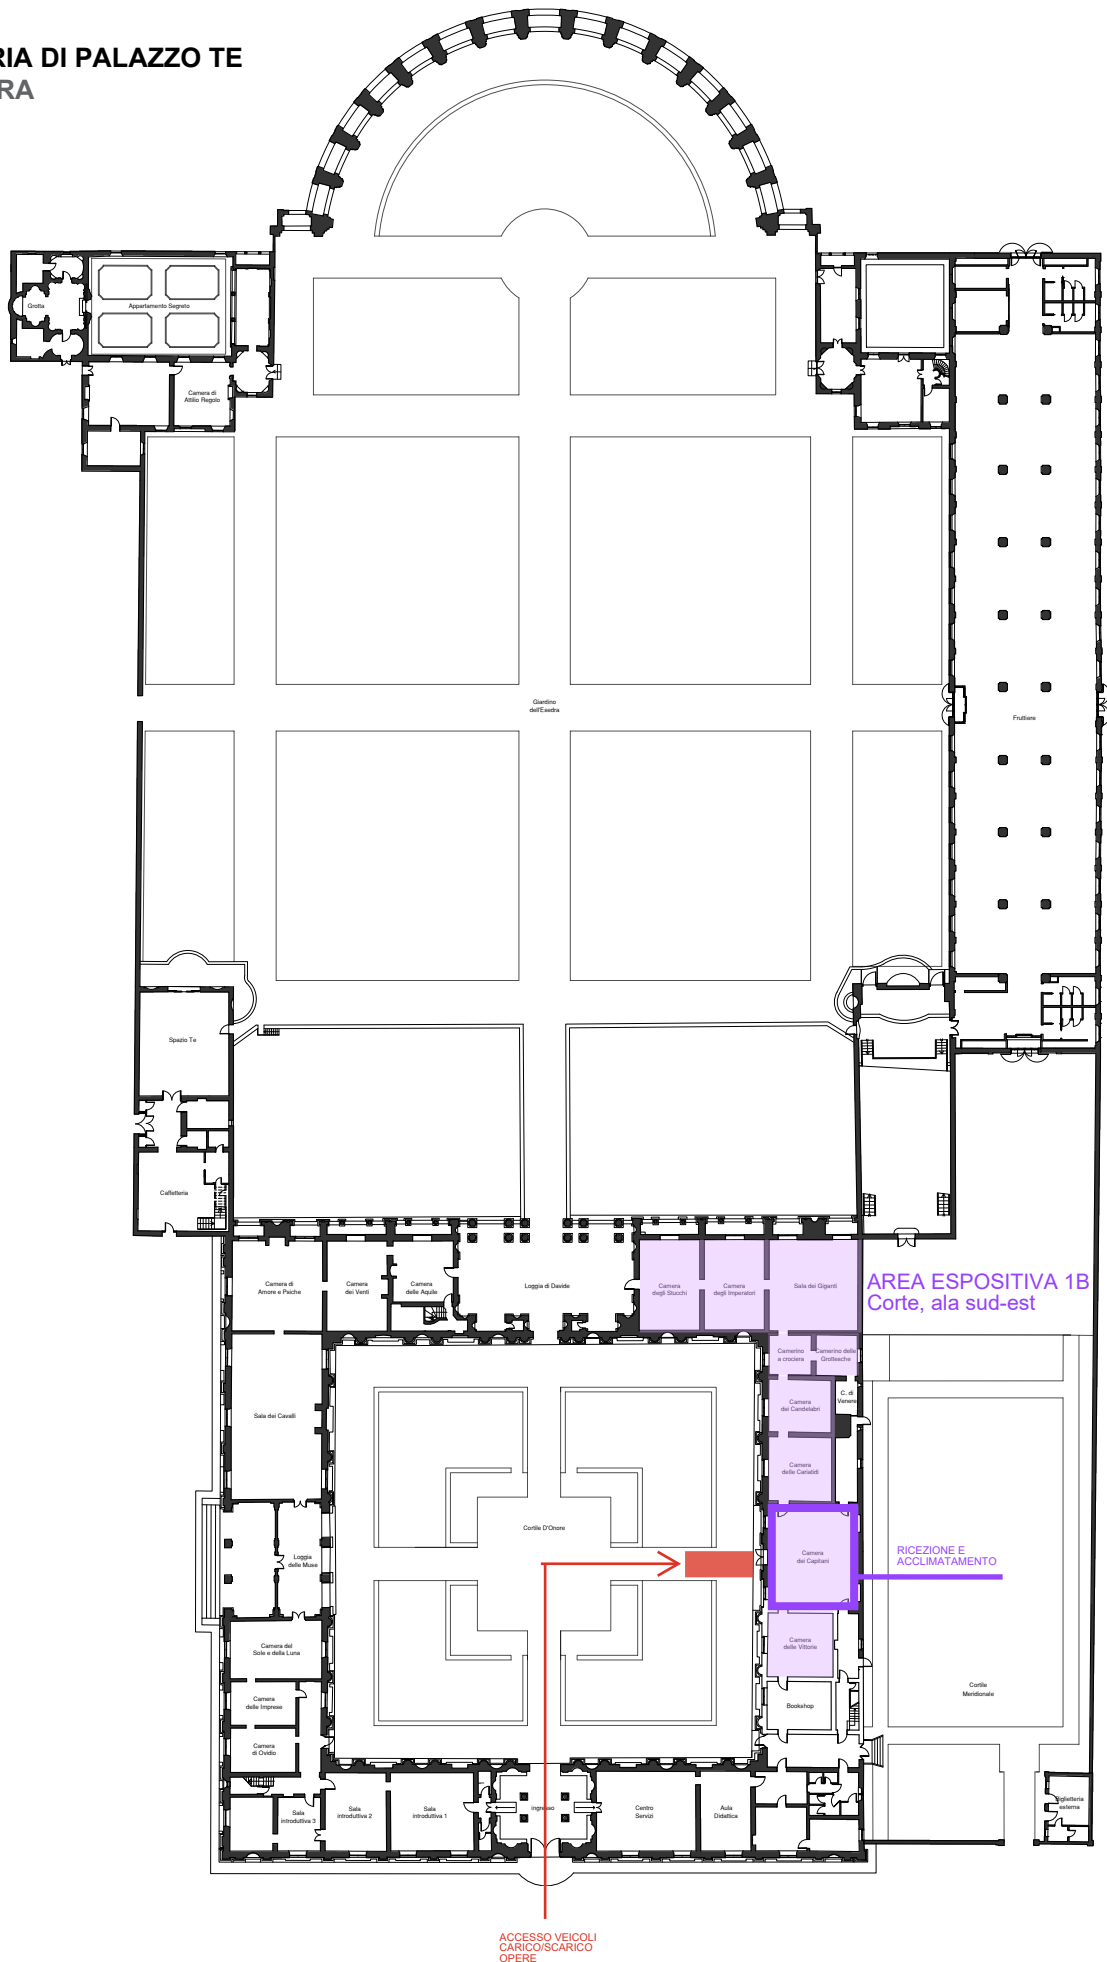 RIA DI PALAZZO TE
RA
Grotta
Appartamento Segreto
Camera di
Attilio Regolo
Giardino
dell'Esedra
Fruttiere
Spazio Te
Caffetteria
Camera di
Amore e Psiche
Camera
dei Venti
Camera
delle Aquile
Loggia di Davide
Camera
degli Stucchi
Camera
degli Imperatori
Sala dei Giganti
AREA ESPOSITIVA 1B
Corte, ala sud-est
Camerino
a crociera
Camerino delle
Grottesche
Camera
dei Candelabri
C. di
Venere
Sala dei Cavalli
Camera
delle Cariatidi
Cortile D'Onore
Loggia
delle Muse
Camera
dei Capitani
RICEZIONE E
ACCLIMATAMENTO
Camera del
Sole e della Luna
Camera
delle Vittorie
Camera
delle Imprese
Bookshop
Cortile
Meridionale
Camera
di Ovidio
Sala
introduttiva 3
Sala
introduttiva 2
Sala
introduttiva 1
ingresso
Centro
Servizi
Aula
Didattica
Biglietteria
esterna
ACCESSO VEICOLI
CARICO/SCARICO
OPERE